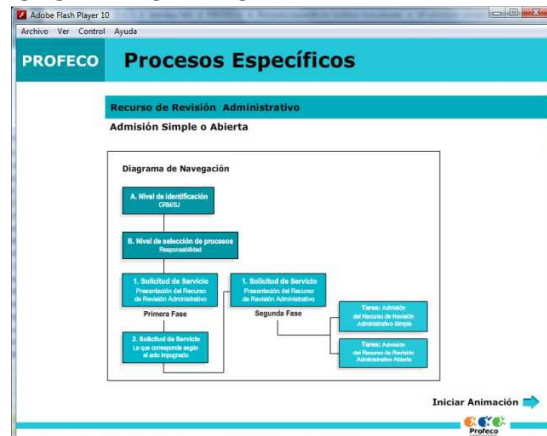 Adobe Flash Player 10
Archivo Ver Control Ayuda
PROFECO
Procesos Específicos
Recurso de Revisión Administrativo
Admisión Simple o Abierta
Diagrama de Navegación
A. Nivel de identificación
CRM/SJ
B. Nivel de selección de procesos
Responsabilidad
1. Solicitud de Servicio
Presentación del Recurso
de Revisión Administrativo
Primera Fase
2. Solicitud de Servicio
Lo que corresponda según
el acto impugnado
1. Solicitud de Servicio
Presentación del Recurso
de Revisión Administrativo
Segunda Fase
Tarea: Admisión
del Recurso de Revisión
Administrativo Simple
Tarea: Admisión
del Recurso de Revisión
Administrativo Abierta
Iniciar Animación
Profeco